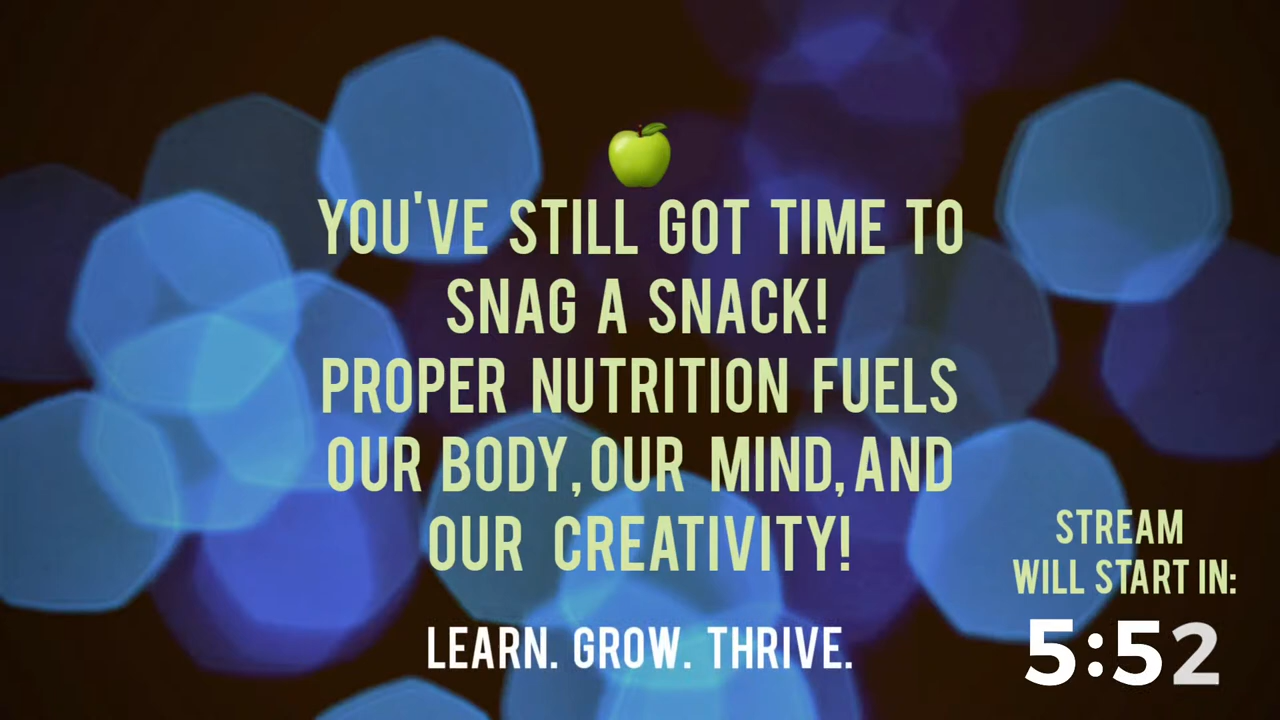 YOU'VE STILL GOT TIME TO
SNAG A SNACK!
PROPER NUTRITION FUELS
OUR BODY, OUR MIND, AND
OUR CREATIVITY!
LEARN. GROW. THRIVE.
STREAM
WILL START IN:
5:52